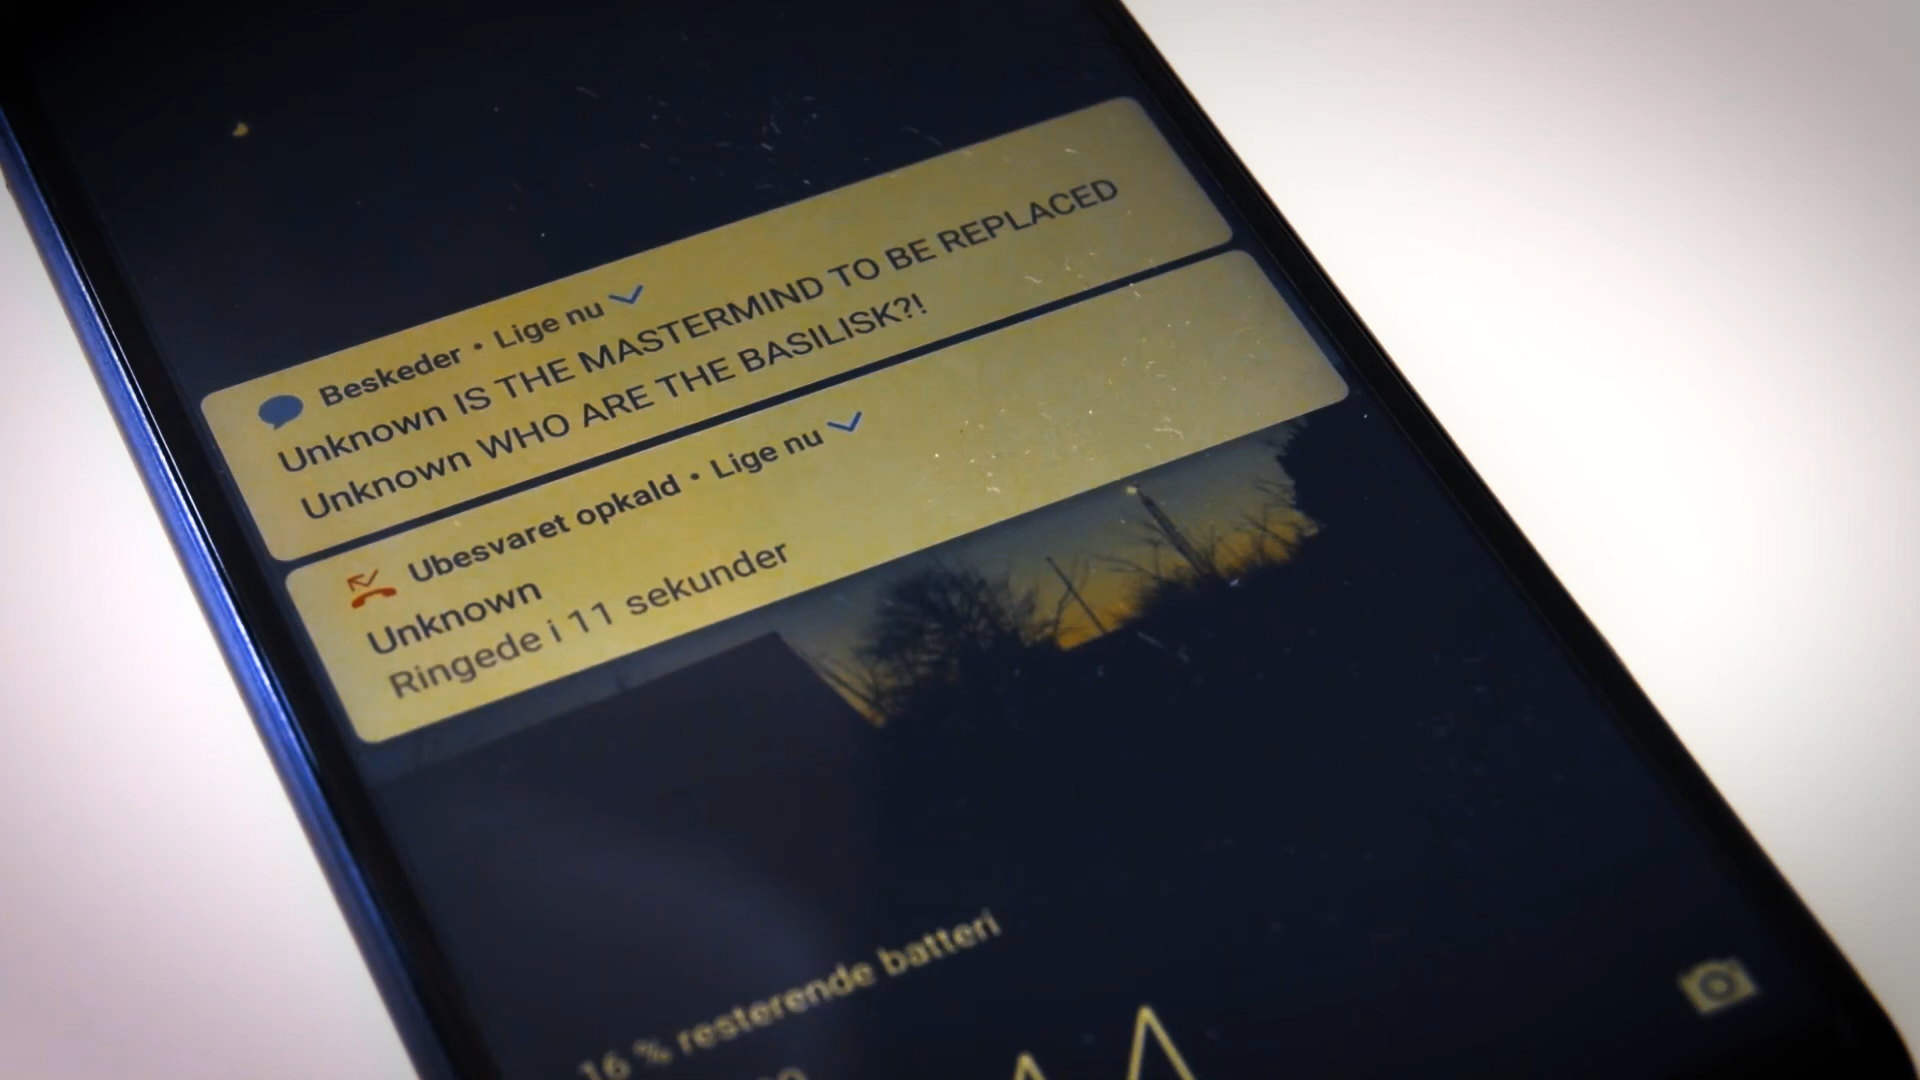 Beskeder • Lige nu
Unknown IS THE MASTERMIND TO BE REPLACED
Unknown WHO ARE THE BASILISK?!
Ubesvaret opkald • Lige nu
Unknown
Ringede i 11 sekunder
16 % resterende batteri